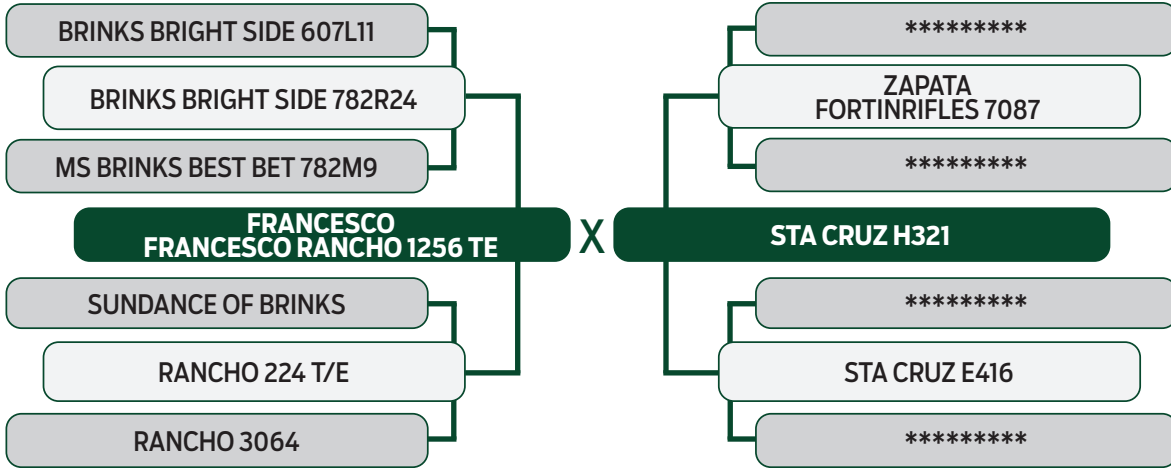 BRINKS BRIGHT SIDE 607L11
BRINKS BRIGHT SIDE 782R24
MS BRINKS BEST BET 782M9
FRANCESCO
FRANCESCO RANCHO 1256 TE
SUNDANCE OF BRINKS
RANCHO 224 T/E
RANCHO 3064
X
*********
ZAPATA
FORTINRIFLES 7087
*********
STA CRUZ H321
*********
STA CRUZ E416
*********